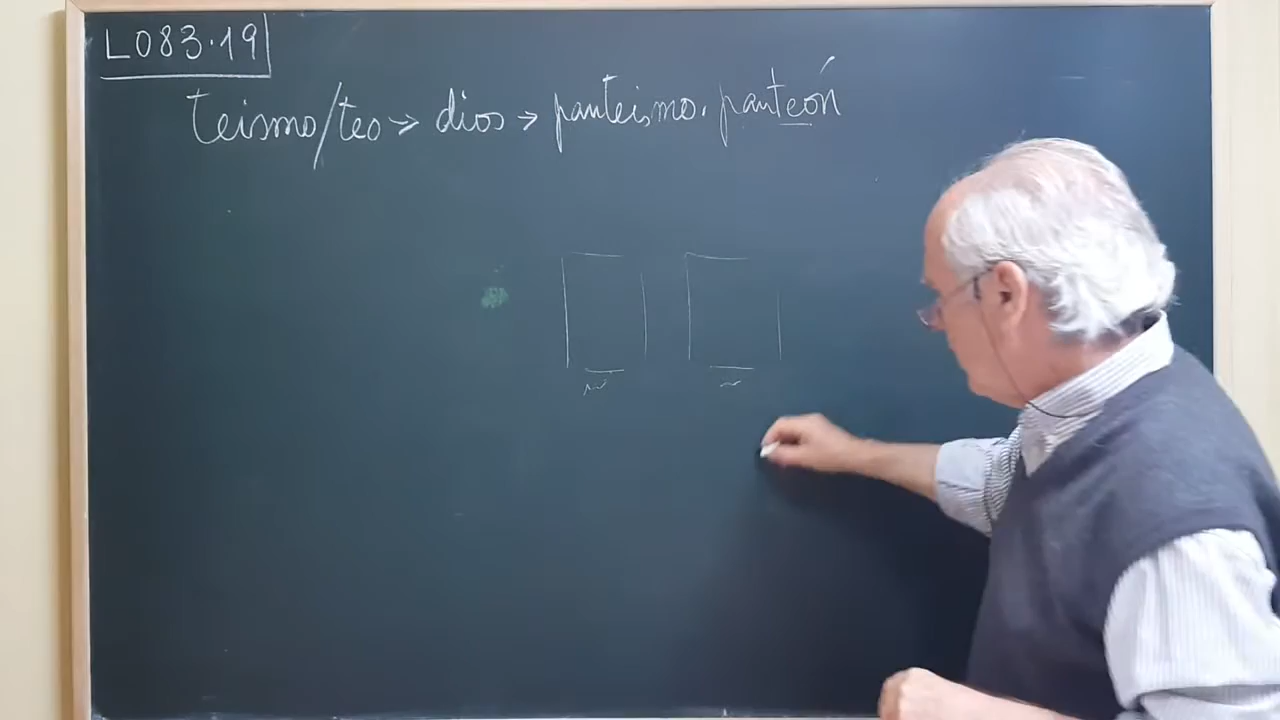 L083.19
teismo/teo → dios → panteismo. panteón